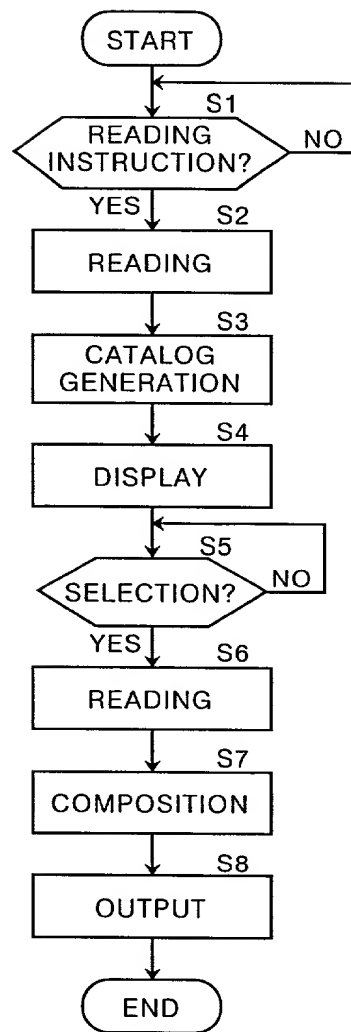 START
S1
READING
INSTRUCTION?
NO
YES
S2
READING
S3
CATALOG
GENERATION
S4
DISPLAY
S5
SELECTION?
NO
YES
S6
READING
S7
COMPOSITION
S8
OUTPUT
END